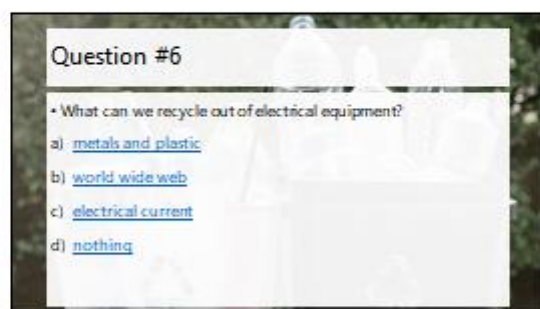 Question #6
• What can we recycle out of electrical equipment?
a) metals and plastic
b) world wide web
c) electrical current
d) nothing